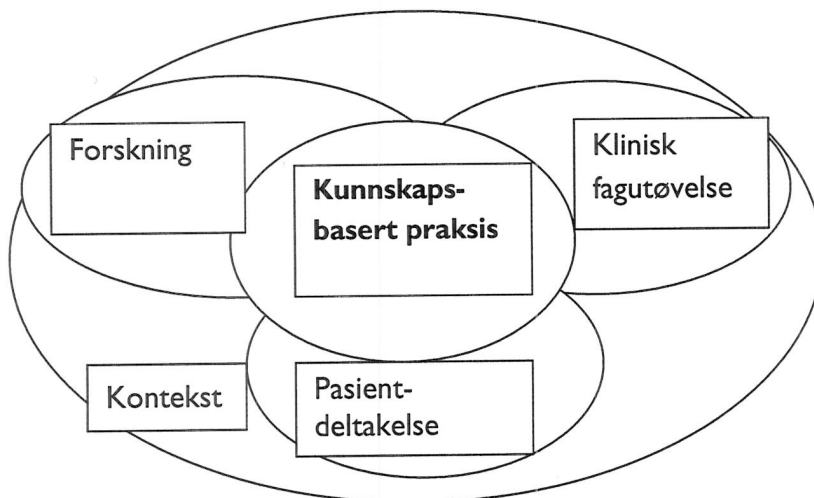 Forskning
Kunnskaps-
basert praksis
Klinisk
fagutøvelse
Kontekst
Pasient-
deltakelse